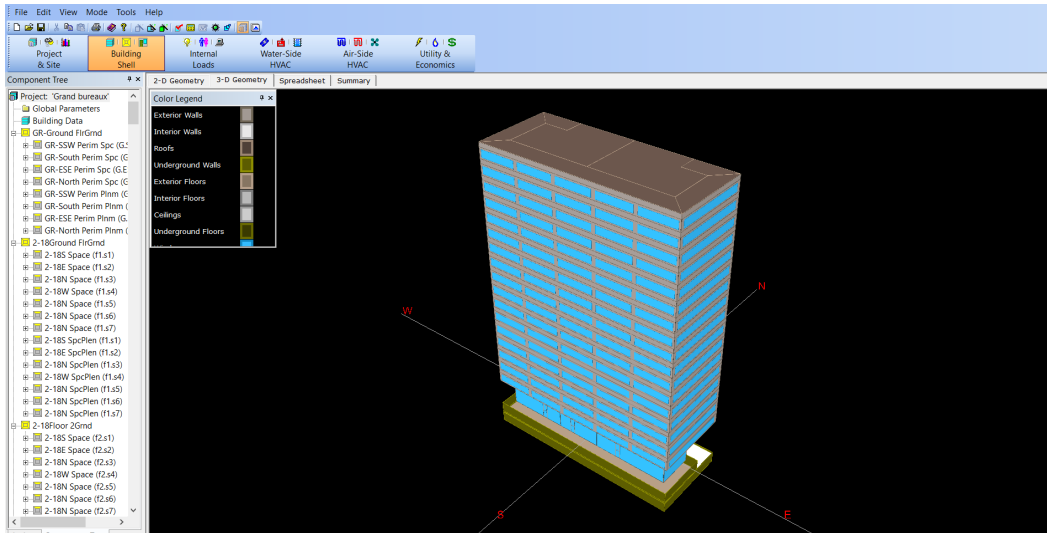 File Edit View Mode Tools Help
Project & Site
Building Shell
Internal Loads
Water-Side HVAC
Air-Side HVAC
Utility & Economics
Component Tree
2-D Geometry 3-D Geometry Spreadsheet Summary
Project: 'Grand bureaux'
Global Parameters
Building Data
GR-Ground FlrGrnd
GR-SSW Perim Spc (G.S
GR-South Perim Spc (G
GR-ESE Perim Spc (G.E
GR-North Perim Spc (G
GR-SSW Perim Plnm (G
GR-South Perim Plnm (
GR-ESE Perim Plnm (G.
GR-North Perim Plnm (
2-18Ground FlrGrnd
2-18S Space (f1.s1)
2-18E Space (f1.s2)
2-18N Space (f1.s3)
2-18W Space (f1.s4)
2-18N Space (f1.s5)
2-18N Space (f1.s6)
2-18N Space (f1.s7)
2-18S SpcPlen (f1.s1)
2-18E SpcPlen (f1.s2)
2-18N SpcPlen (f1.s3)
2-18W SpcPlen (f1.s4)
2-18N SpcPlen (f1.s5)
2-18N SpcPlen (f1.s6)
2-18N SpcPlen (f1.s7)
2-18Floor 2Grnd
2-18S Space (f2.s1)
2-18E Space (f2.s2)
2-18N Space (f2.s3)
2-18W Space (f2.s4)
2-18N Space (f2.s5)
2-18N Space (f2.s6)
2-18N Space (f2.s7)
Color Legend
Exterior Walls
Interior Walls
Roofs
Underground Walls
Exterior Floors
Interior Floors
Ceilings
Underground Floors
W
N
S
E